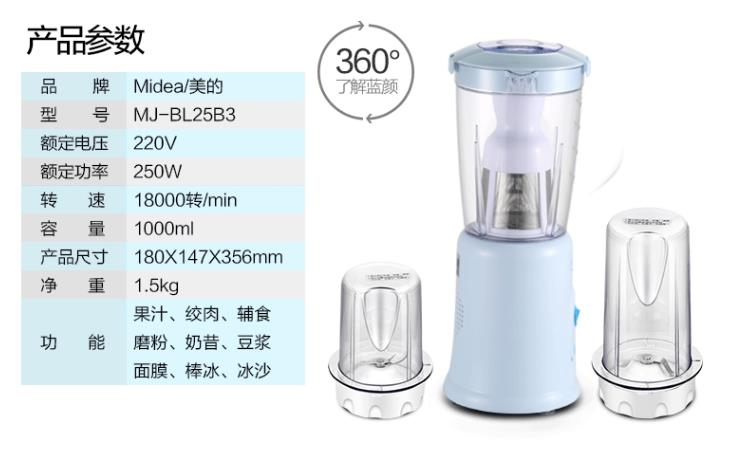 产品参数
360°
了解蓝颜
品 牌 Midea/美的
型 号 MJ-BL25B3
额定电压 220V
额定功率 250W
转 速 18000转/min
容 量 1000ml
产品尺寸 180X147X356mm
净 重 1.5kg
功 能 果汁、绞肉、辅食
磨粉、奶昔、豆浆
面膜、棒冰、冰沙